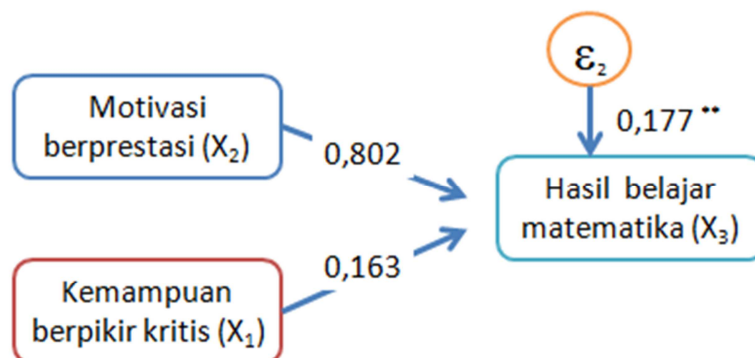 ε₂
Motivasi
berprestasi (X₂)
0,177 **
0,802
Hasil belajar
matematika (X₃)
0,163
Kemampuan
berpikir kritis (X₁)